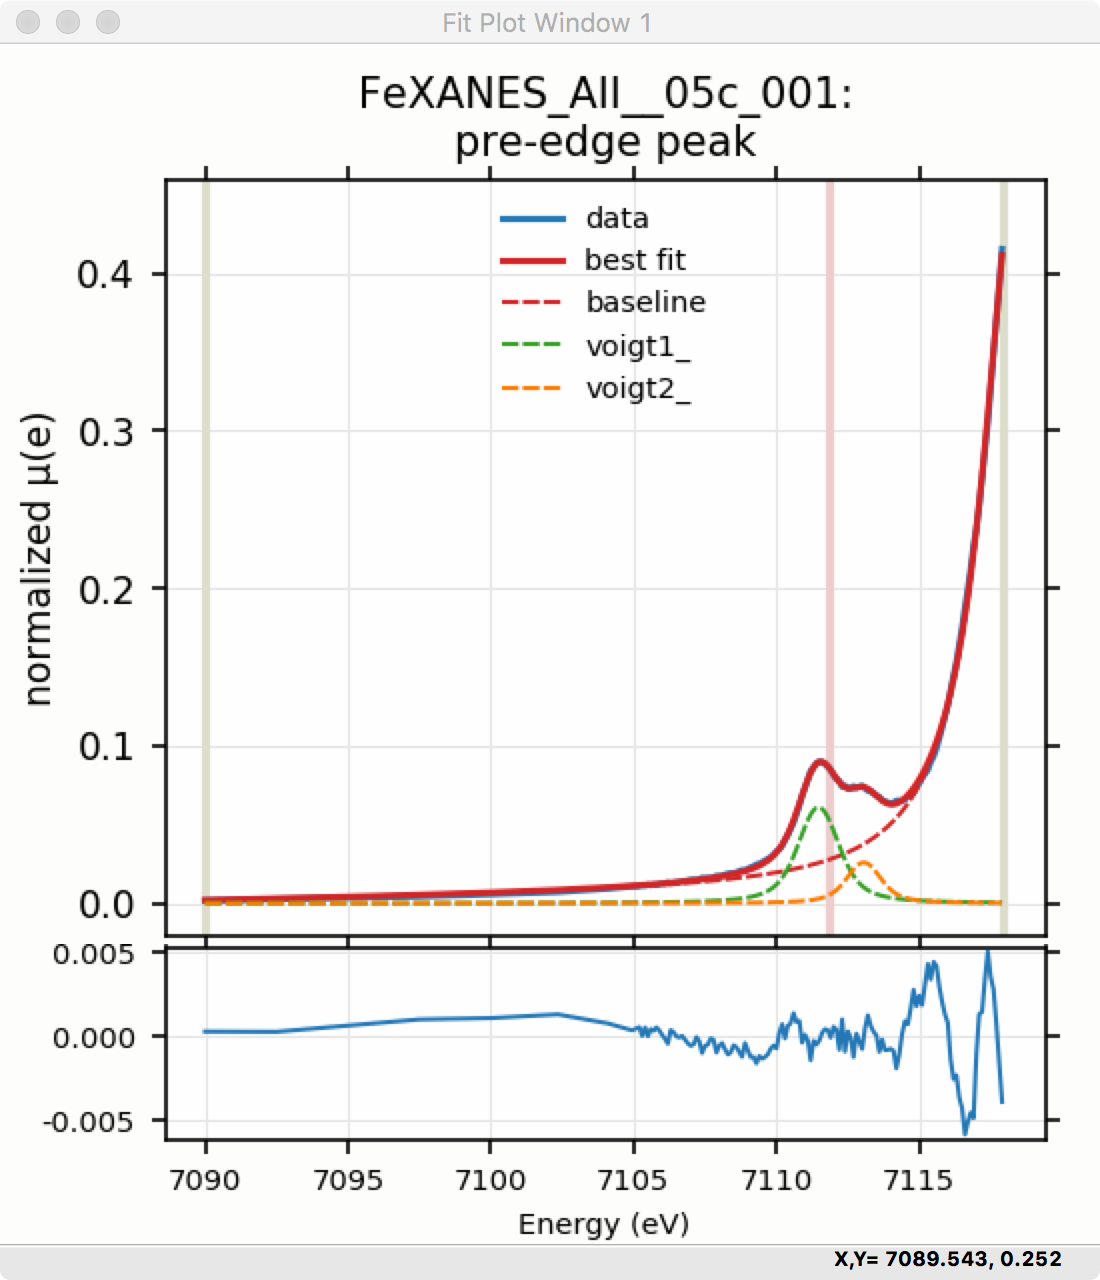 Fit Plot Window 1
FeXANES_All__05c_001:
pre-edge peak
data
best fit
baseline
voigt1_
voigt2_
normalized μ(e)
0.4
0.3
0.2
0.1
0.0
0.005
0.000
-0.005
7090 7095 7100 7105 7110 7115
Energy (eV)
X,Y= 7089.543, 0.252